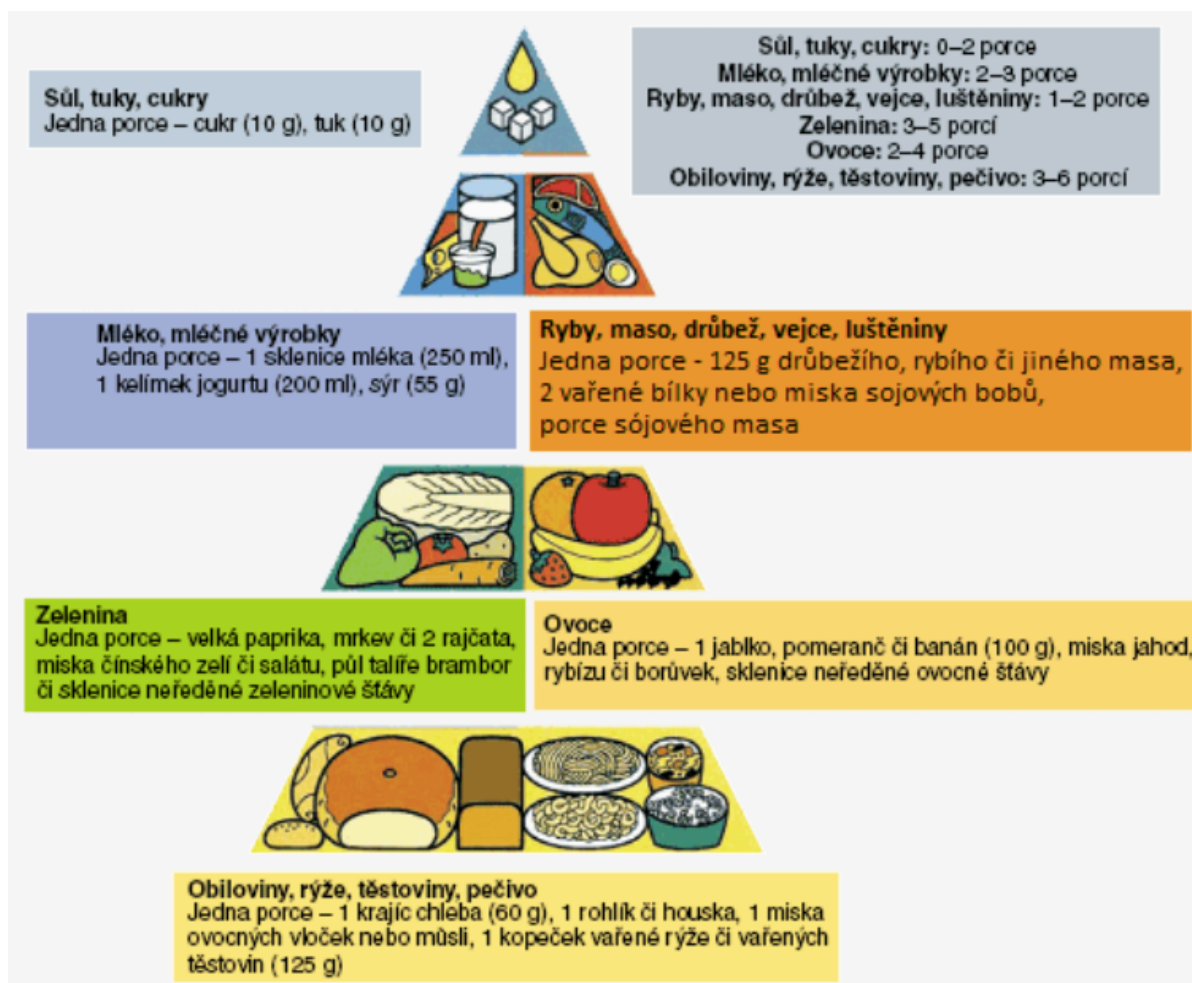 Sůl, tuky, cukry: 0–2 porce
Mléko, mléčné výrobky: 2–3 porce
Ryby, maso, drůbež, vejce, luštěniny: 1–2 porce
Zelenina: 3–5 porcí
Ovoce: 2–4 porce
Obiloviny, rýže, těstoviny, pečivo: 3–6 porcí
Sůl, tuky, cukry
Jedna porce – cukr (10 g), tuk (10 g)
Mléko, mléčné výrobky
Jedna porce – 1 sklenice mléka (250 ml),
1 kelímek jogurtu (200 ml), sýr (55 g)
Ryby, maso, drůbež, vejce, luštěniny
Jedna porce - 125 g drůbežího, rybího či jiného masa,
2 vařené bílky nebo miska sojových bobů,
porce sójového masa
Zelenina
Jedna porce – velká paprika, mrkev či 2 rajčata,
miska čínského zelí či salátu, půl talíře brambor
či sklenice neředěné zeleninové šťávy
Ovoce
Jedna porce – 1 jablko, pomeranč či banán (100 g), miska jahod,
rybízu či borůvek, sklenice neředěné ovocné šťávy
Obiloviny, rýže, těstoviny, pečivo
Jedna porce – 1 krajíc chleba (60 g), 1 rohlík či houska, 1 miska
ovocných vloček nebo műsli, 1 kopeček vařené rýže či vařených
těstovin (125 g)